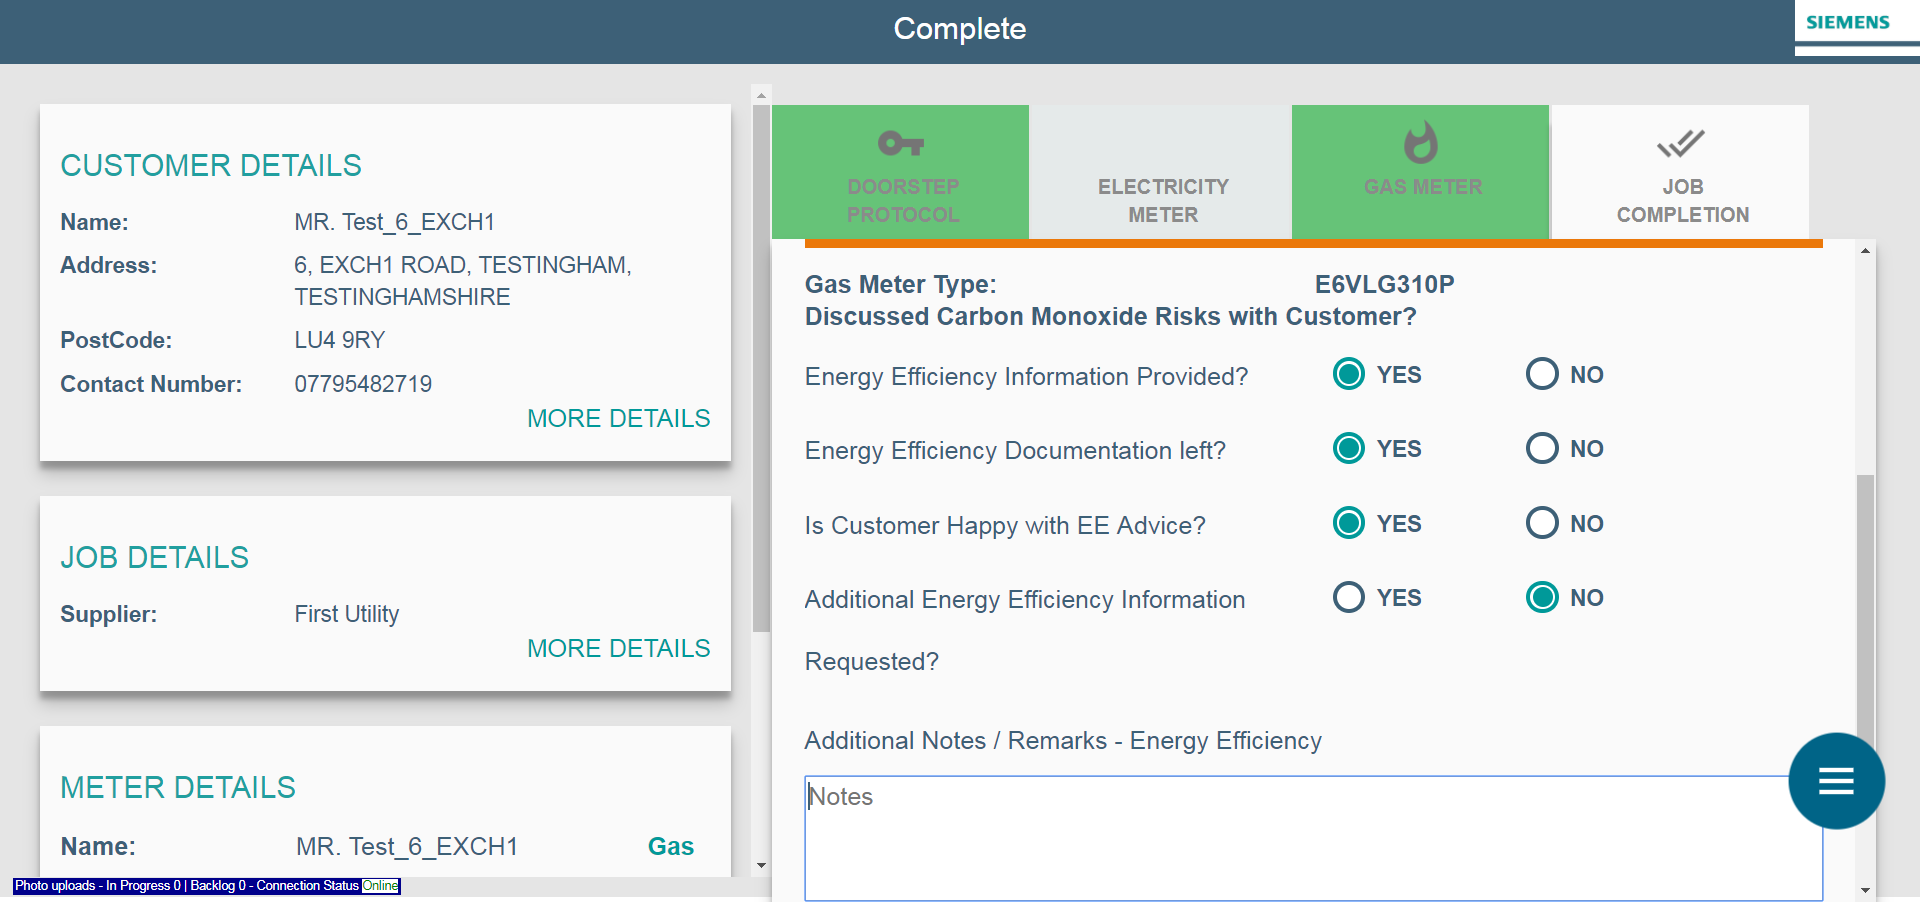 Complete
SIEMENS
CUSTOMER DETAILS
Name: MR. Test_6_EXCH1
Address: 6, EXCH1 ROAD, TESTINGHAM,
TESTINGHAMSHIRE
PostCode: LU4 9RY
Contact Number: 07795482719
MORE DETAILS
JOB DETAILS
Supplier: First Utility
MORE DETAILS
METER DETAILS
Name: MR. Test_6_EXCH1 Gas
Photo uploads - In Progress 0 | Backlog 0 - Connection Status Online
DOORSTEP
PROTOCOL
ELECTRICITY
METER
GAS METER
JOB
COMPLETION
Gas Meter Type: E6VLG310P
Discussed Carbon Monoxide Risks with Customer?
Energy Efficiency Information Provided? YES NO
Energy Efficiency Documentation left? YES NO
Is Customer Happy with EE Advice? YES NO
Additional Energy Efficiency Information YES NO
Requested?
Additional Notes / Remarks - Energy Efficiency
Notes